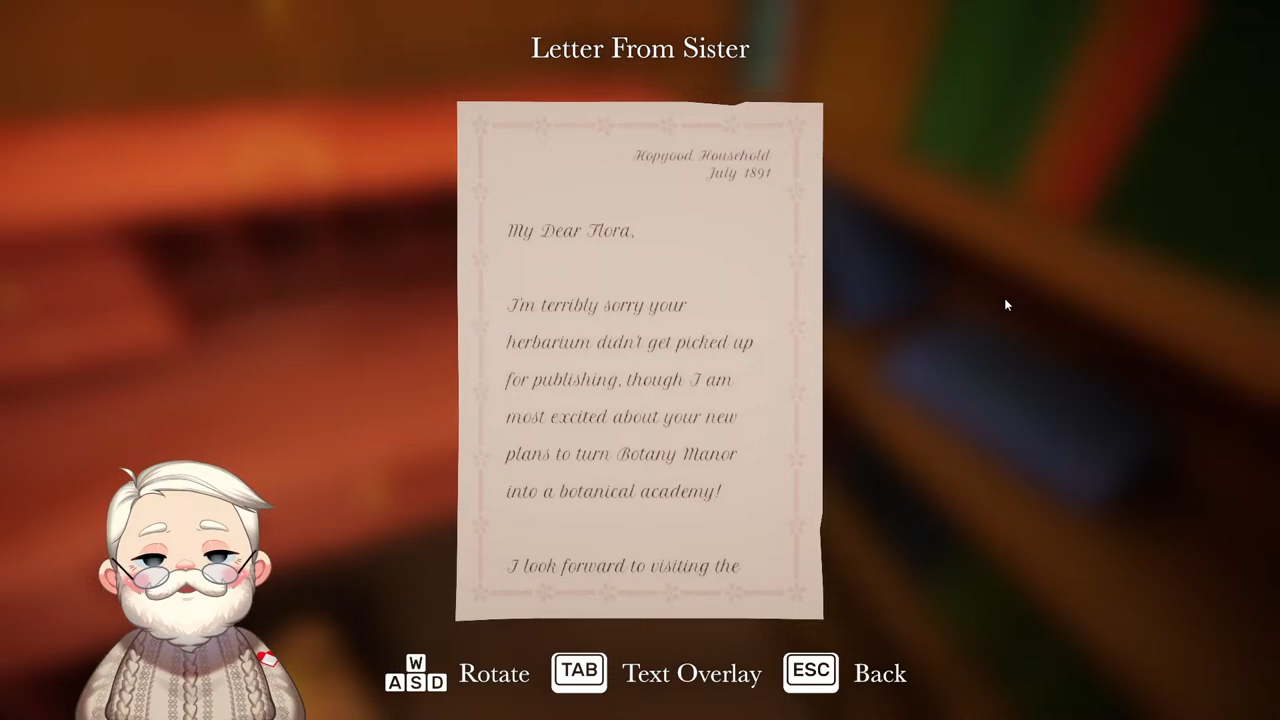 Letter From Sister
Hopgood Household
July 1891
My Dear Flora,
I'm terribly sorry your
herbarium didn't get picked up
for publishing, though I am
most excited about your new
plans to turn Botany Manor
into a botanical academy!
I look forward to visiting the
W
A S D Rotate TAB Text Overlay ESC Back